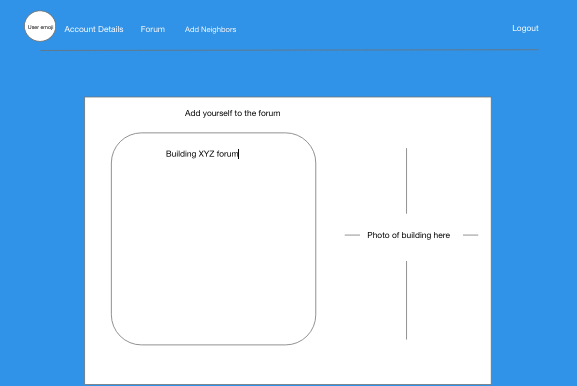 User emoji
Account Details
Forum
Add Neighbors
Logout
Add yourself to the forum
Building XYZ forum
Photo of building here